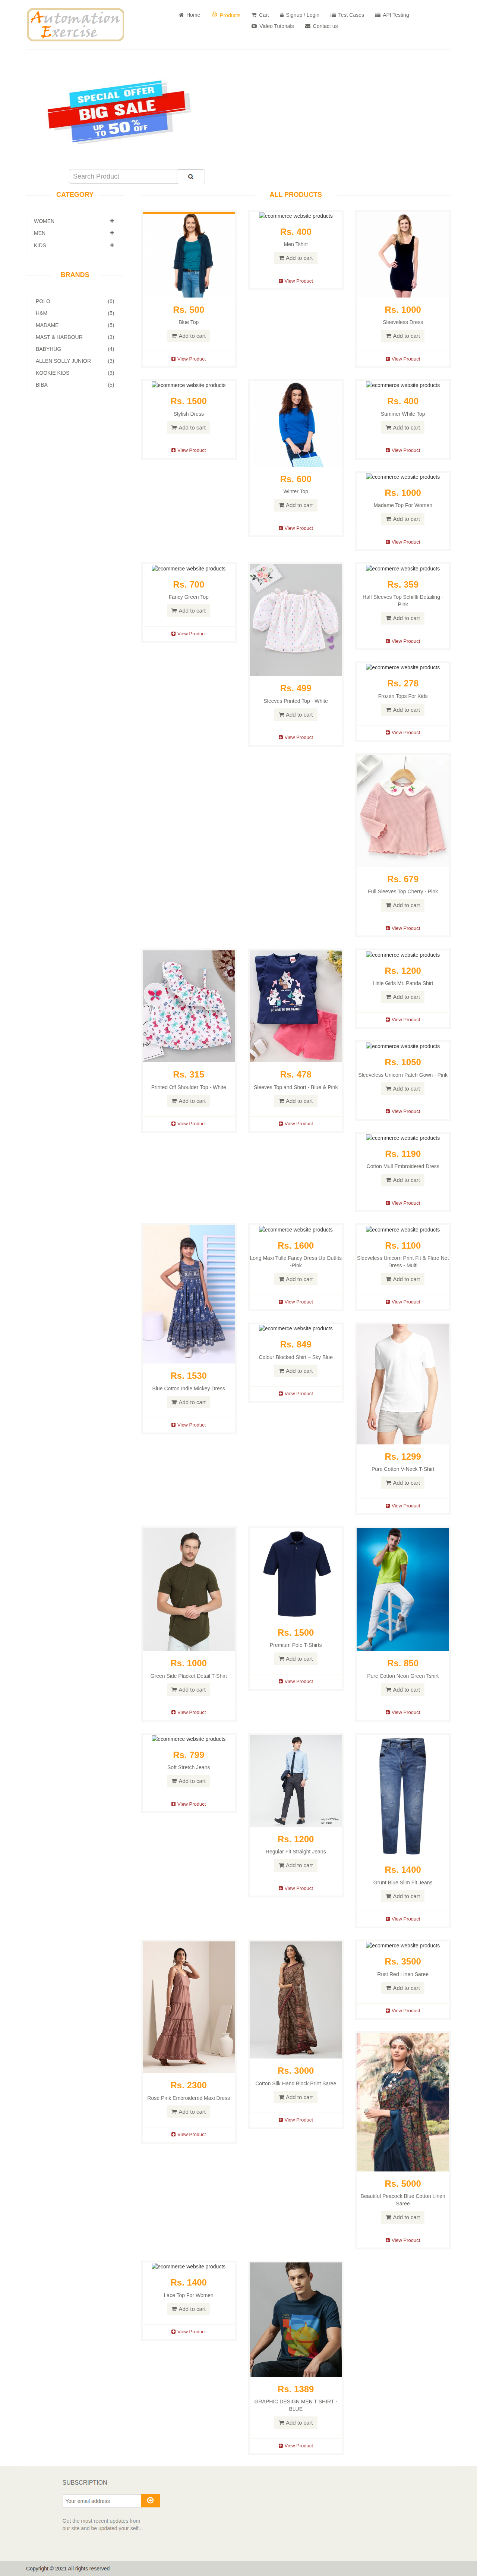 Automation
Exercise
Home
Products
Cart
Signup / Login
Test Cases
API Testing
Video Tutorials
Contact us
SPECIAL OFFER
BIG SALE
UP TO 50% OFF
Search Product
CATEGORY
WOMEN
MEN
KIDS
BRANDS
POLO (6)
H&M (5)
MADAME (5)
MAST & HARBOUR (3)
BABYHUG (4)
ALLEN SOLLY JUNIOR (3)
KOOKIE KIDS (3)
BIBA (5)
ALL PRODUCTS
Rs. 500
Blue Top
Add to cart
View Product
ecommerce website products
Rs. 400
Men Tshirt
Add to cart
View Product
Rs. 1000
Sleeveless Dress
Add to cart
View Product
ecommerce website products
Rs. 1500
Stylish Dress
Add to cart
View Product
Rs. 600
Winter Top
Add to cart
View Product
ecommerce website products
Rs. 400
Summer White Top
Add to cart
View Product
ecommerce website products
Rs. 1000
Madame Top For Women
Add to cart
View Product
ecommerce website products
Rs. 700
Fancy Green Top
Add to cart
View Product
Rs. 499
Sleeves Printed Top - White
Add to cart
View Product
ecommerce website products
Rs. 359
Half Sleeves Top Schiffli Detailing -
Pink
Add to cart
View Product
ecommerce website products
Rs. 278
Frozen Tops For Kids
Add to cart
View Product
Rs. 679
Full Sleeves Top Cherry - Pink
Add to cart
View Product
Rs. 315
Printed Off Shoulder Top - White
Add to cart
View Product
Rs. 478
Sleeves Top and Short - Blue & Pink
Add to cart
View Product
ecommerce website products
Rs. 1200
Little Girls Mr. Panda Shirt
Add to cart
View Product
ecommerce website products
Rs. 1050
Sleeveless Unicorn Patch Gown - Pink
Add to cart
View Product
ecommerce website products
Rs. 1190
Cotton Mull Embroidered Dress
Add to cart
View Product
Rs. 1530
Blue Cotton Indie Mickey Dress
Add to cart
View Product
ecommerce website products
Rs. 1600
Long Maxi Tulle Fancy Dress Up Outfits
-Pink
Add to cart
View Product
ecommerce website products
Rs. 1100
Sleeveless Unicorn Print Fit & Flare Net
Dress - Multi
Add to cart
View Product
ecommerce website products
Rs. 849
Colour Blocked Shirt – Sky Blue
Add to cart
View Product
Rs. 1299
Pure Cotton V-Neck T-Shirt
Add to cart
View Product
Rs. 1000
Green Side Placket Detail T-Shirt
Add to cart
View Product
Rs. 1500
Premium Polo T-Shirts
Add to cart
View Product
Rs. 850
Pure Cotton Neon Green Tshirt
Add to cart
View Product
ecommerce website products
Rs. 799
Soft Stretch Jeans
Add to cart
View Product
Rs. 1200
Regular Fit Straight Jeans
Add to cart
View Product
Rs. 1400
Grunt Blue Slim Fit Jeans
Add to cart
View Product
Rs. 2300
Rose Pink Embroidered Maxi Dress
Add to cart
View Product
Rs. 3000
Cotton Silk Hand Block Print Saree
Add to cart
View Product
ecommerce website products
Rs. 3500
Rust Red Linen Saree
Add to cart
View Product
Rs. 5000
Beautiful Peacock Blue Cotton Linen
Saree
Add to cart
View Product
ecommerce website products
Rs. 1400
Lace Top For Women
Add to cart
View Product
Rs. 1389
GRAPHIC DESIGN MEN T SHIRT -
BLUE
Add to cart
View Product
SUBSCRIPTION
Your email address
Get the most recent updates from
our site and be updated your self...
Copyright © 2021 All rights reserved